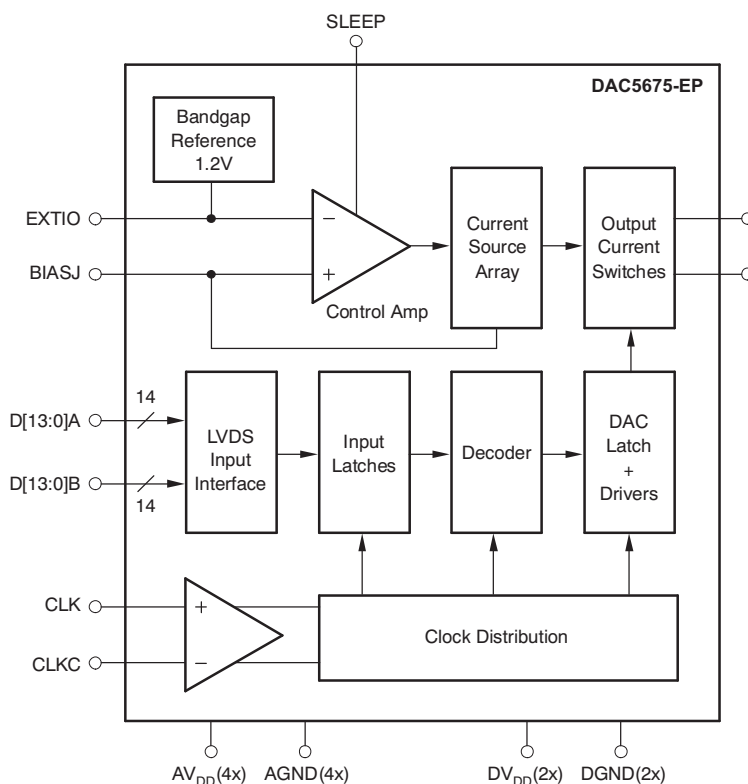 SLEEP
DAC5675-EP
Bandgap
Reference
1.2V
EXTIO
BIASJ
−
+
Control Amp
Current
Source
Array
Output
Current
Switches
D[13:0]A
14
D[13:0]B
14
LVDS
Input
Interface
Input
Latches
Decoder
DAC
Latch
+
Drivers
CLK
CLKC
+
−
Clock Distribution
AVDD(4x)
AGND(4x)
DVDD(2x)
DGND(2x)